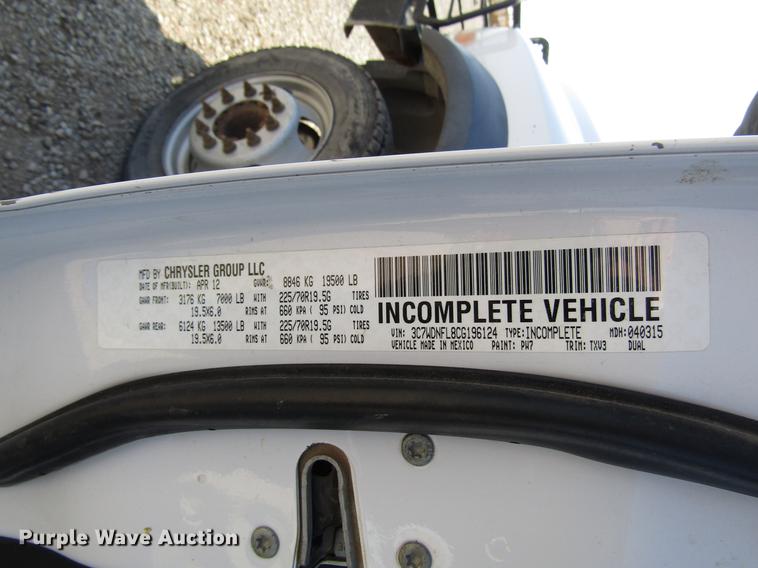 MFD BY CHRYSLER GROUP LLC
DATE OF MFR(BUILT): APR 12 GVWR: 8846 KG 19500 LB
GAWR FRONT: 3176 KG 7000 LB WITH 225/70R19.5G TIRES
19.5X6.0 RIMS AT 660 KPA ( 95 PSI) COLD
GAWR REAR: 6124 KG 13500 LB WITH 225/70R19.5G TIRES
19.5X6.0 RIMS AT 660 KPA ( 95 PSI) COLD
INCOMPLETE VEHICLE
VIN: 3C7WDNFL8CG196124 TYPE:INCOMPLETE MDH:040315
VEHICLE MADE IN MEXICO PAINT: PW7 TRIM: TXV3 DUAL
Purple Wave Auction